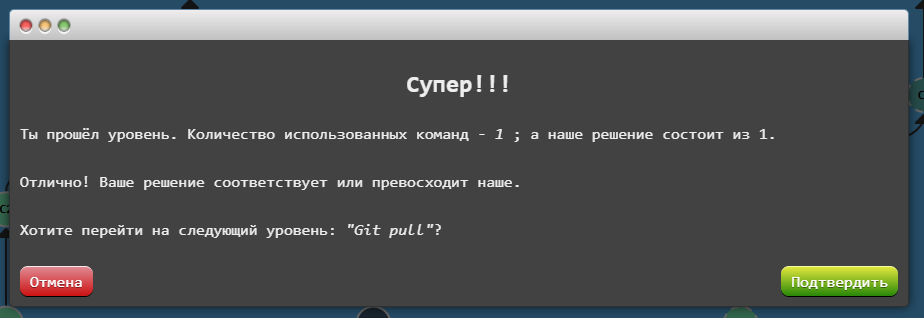 Супер!!!
Ты прошёл уровень. Количество использованных команд - 1 ; а наше решение состоит из 1.
Отлично! Ваше решение соответствует или превосходит наше.
Хотите перейти на следующий уровень: "Git pull"?
Отмена
Подтвердить